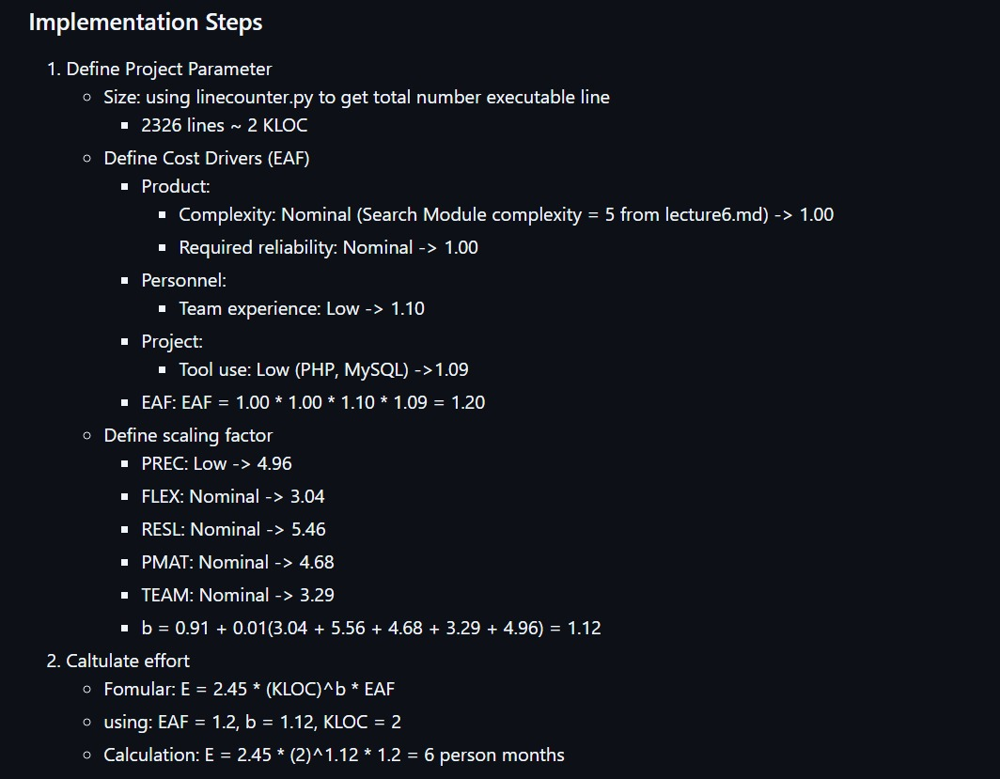 Implementation Steps
1. Define Project Parameter
Size: using linecounter.py to get total number executable line
2326 lines ~ 2 KLOC
Define Cost Drivers (EAF)
Product:
Complexity: Nominal (Search Module complexity = 5 from lecture6.md) -> 1.00
Required reliability: Nominal -> 1.00
Personnel:
Team experience: Low -> 1.10
Project:
Tool use: Low (PHP, MySQL) ->1.09
EAF: EAF = 1.00 * 1.00 * 1.10 * 1.09 = 1.20
Define scaling factor
PREC: Low -> 4.96
FLEX: Nominal -> 3.04
RESL: Nominal -> 5.46
PMAT: Nominal -> 4.68
TEAM: Nominal -> 3.29
b = 0.91 + 0.01(3.04 + 5.56 + 4.68 + 3.29 + 4.96) = 1.12
2. Caltulate effort
Fomular: E = 2.45 * (KLOC)^b * EAF
using: EAF = 1.2, b = 1.12, KLOC = 2
Calculation: E = 2.45 * (2)^1.12 * 1.2 = 6 person months